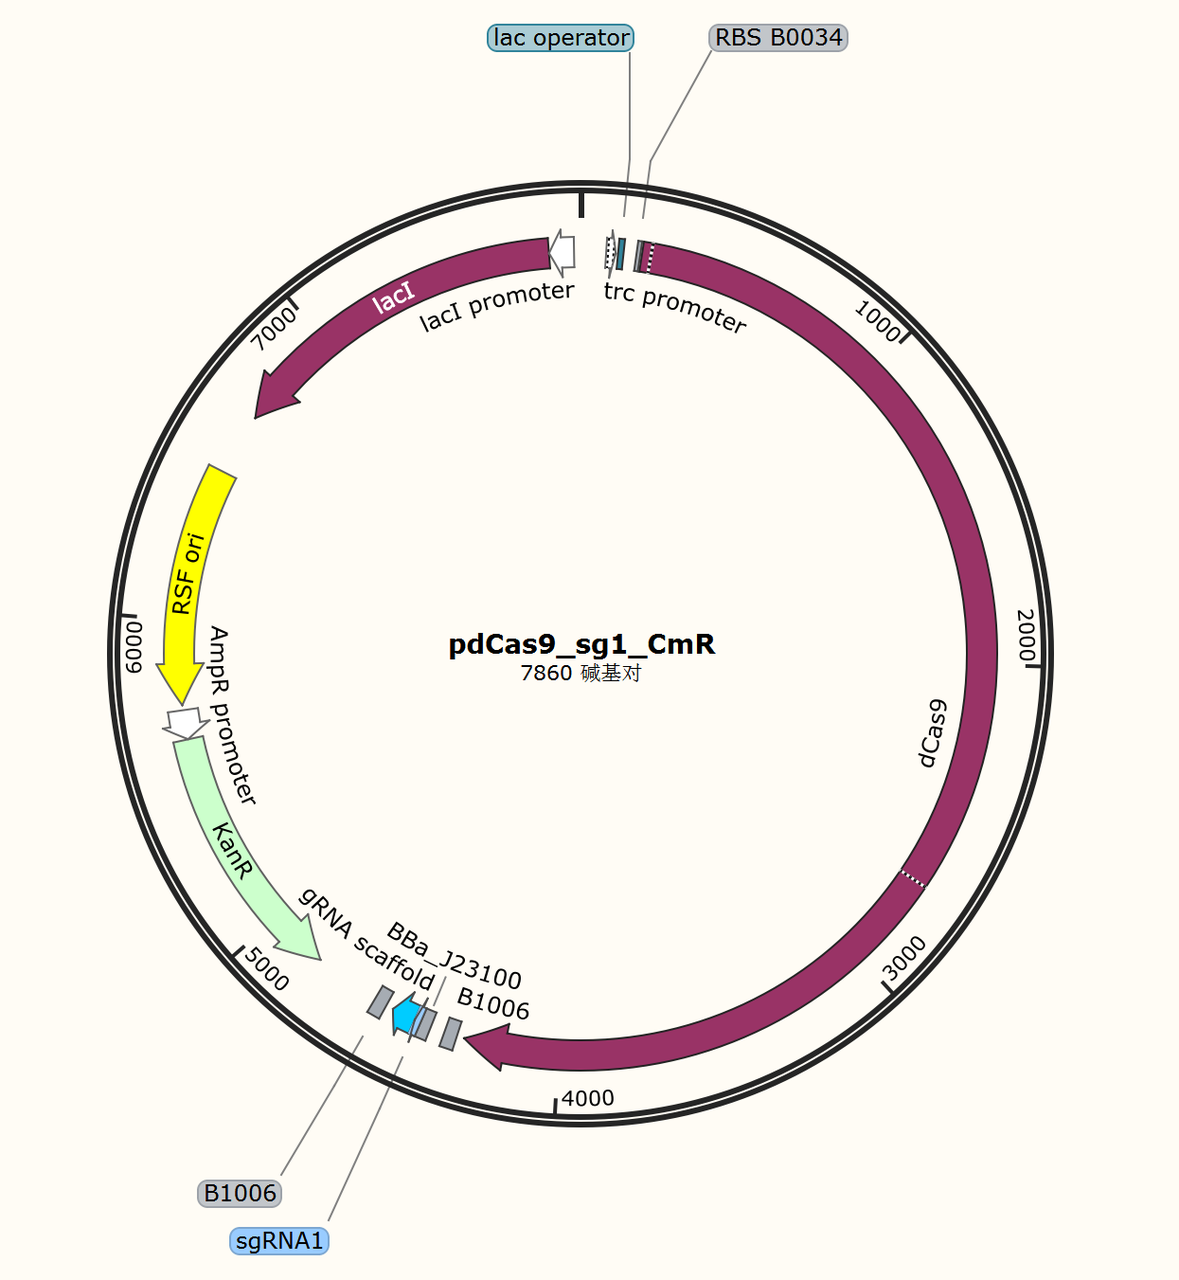 lac operator
RBS B0034
lacI
lacI promoter
trc promoter
1000
2000
3000
4000
5000
6000
7000
RSF ori
AmpR promoter
KanR
pdCas9_sg1_CmR
7860 碱基对
dCas9
gRNA scaffold
BBa_J23100
B1006
B1006
sgRNA1